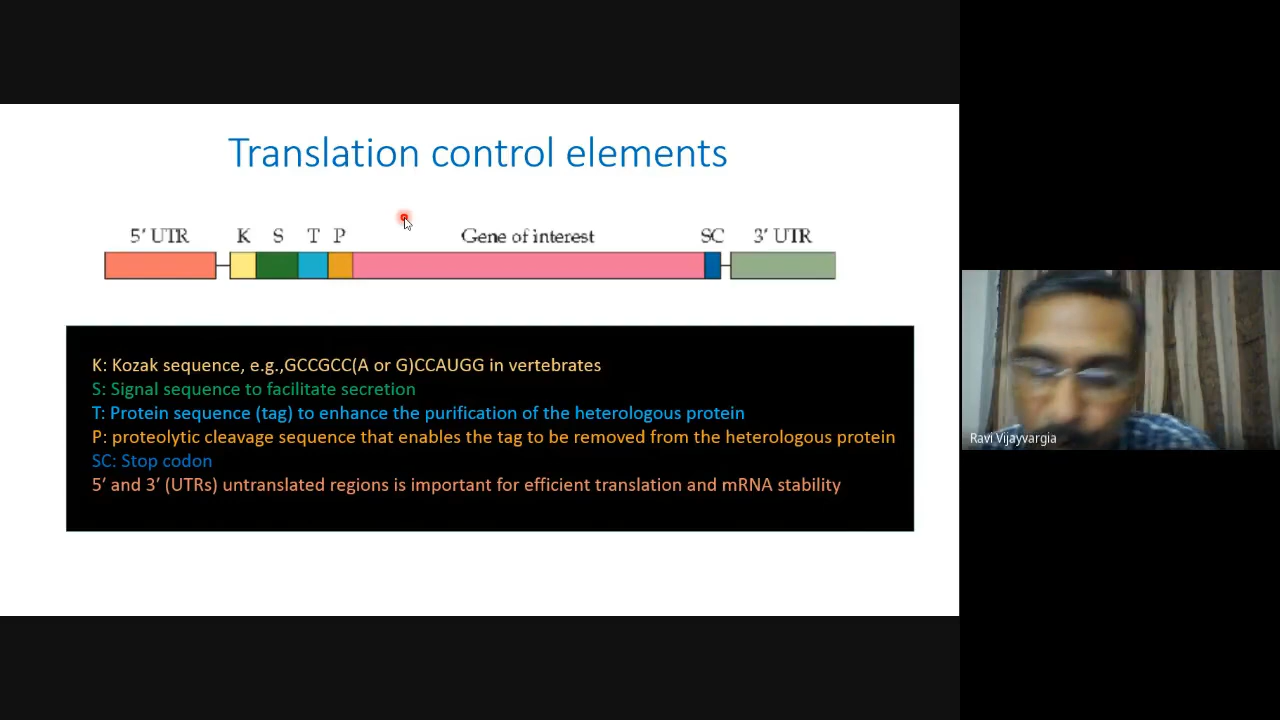 Translation control elements
5′ UTR K S T P Gene of interest SC 3′ UTR
K: Kozak sequence, e.g.,GCCGCC(A or G)CCAUGG in vertebrates
S: Signal sequence to facilitate secretion
T: Protein sequence (tag) to enhance the purification of the heterologous protein
P: proteolytic cleavage sequence that enables the tag to be removed from the heterologous protein
SC: Stop codon
5′ and 3′ (UTRs) untranslated regions is important for efficient translation and mRNA stability
Ravi Vijayvargia